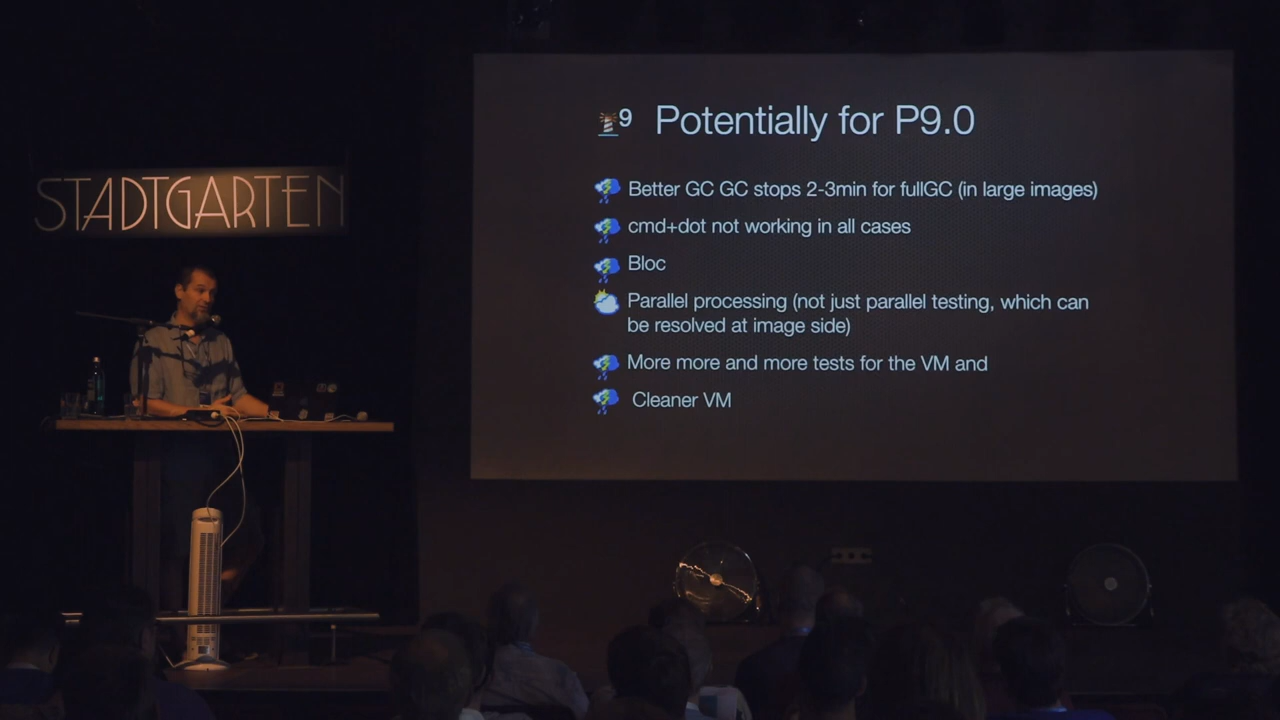 STADTGARTEN
9 Potentially for P9.0
Better GC GC stops 2-3min for fullGC (in large images)
cmd+dot not working in all cases
Bloc
Parallel processing (not just parallel testing, which can
be resolved at image side)
More more and more tests for the VM and
Cleaner VM